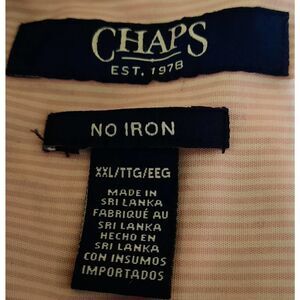 CHAPS
EST. 1978
NO IRON
XXL/TTG/EEG
MADE IN
SRI LANKA
FABRIQUÉ AU
SRI LANKA
HECHO EN
SRI LANKA
CON INSUMOS
IMPORTADOS